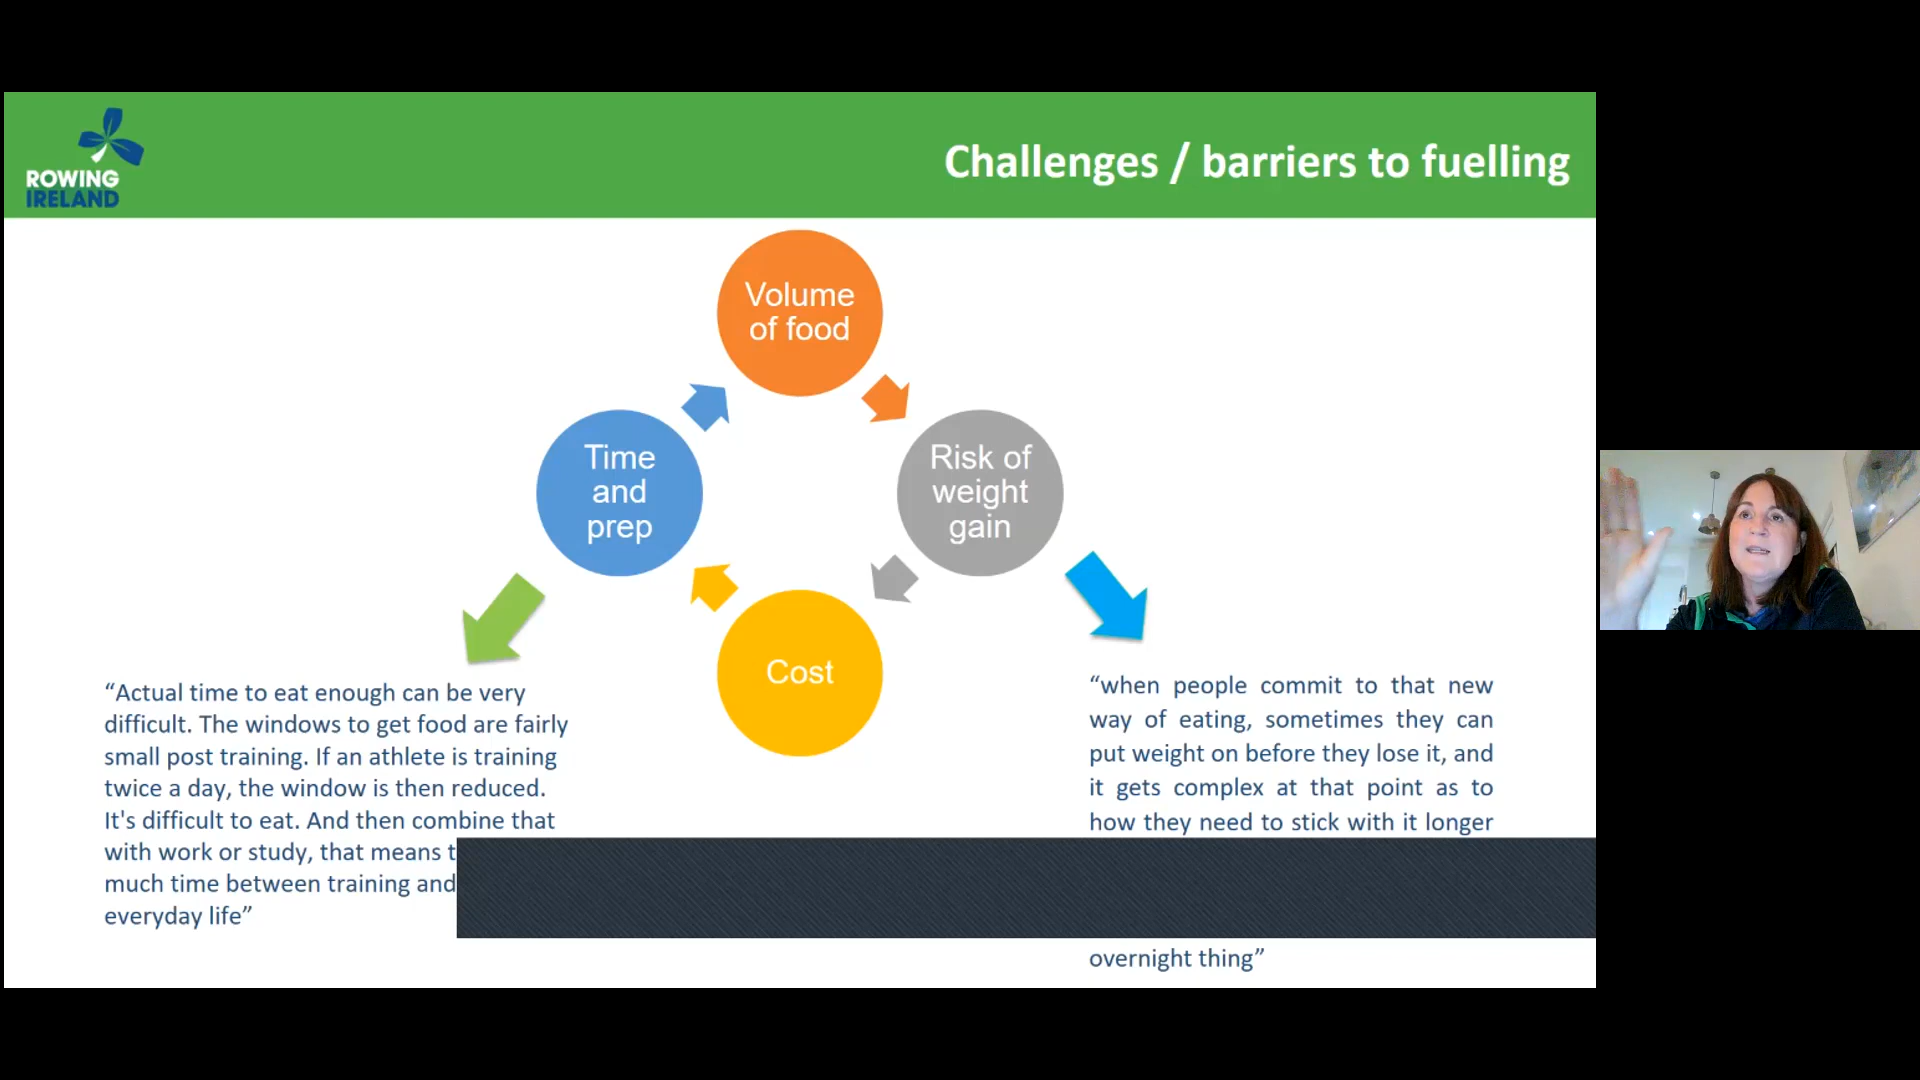 ROWING
IRELAND
Challenges / barriers to fuelling
Volume
of food
Time
and
prep
Risk of
weight
gain
Cost
“Actual time to eat enough can be very
difficult. The windows to get food are fairly
small post training. If an athlete is training
twice a day, the window is then reduced.
It's difficult to eat. And then combine that
with work or study, that means
much time between training and
everyday life”
“when people commit to that new
way of eating, sometimes they can
put weight on before they lose it, and
it gets complex at that point as to
how they need to stick with it longer
overnight thing”